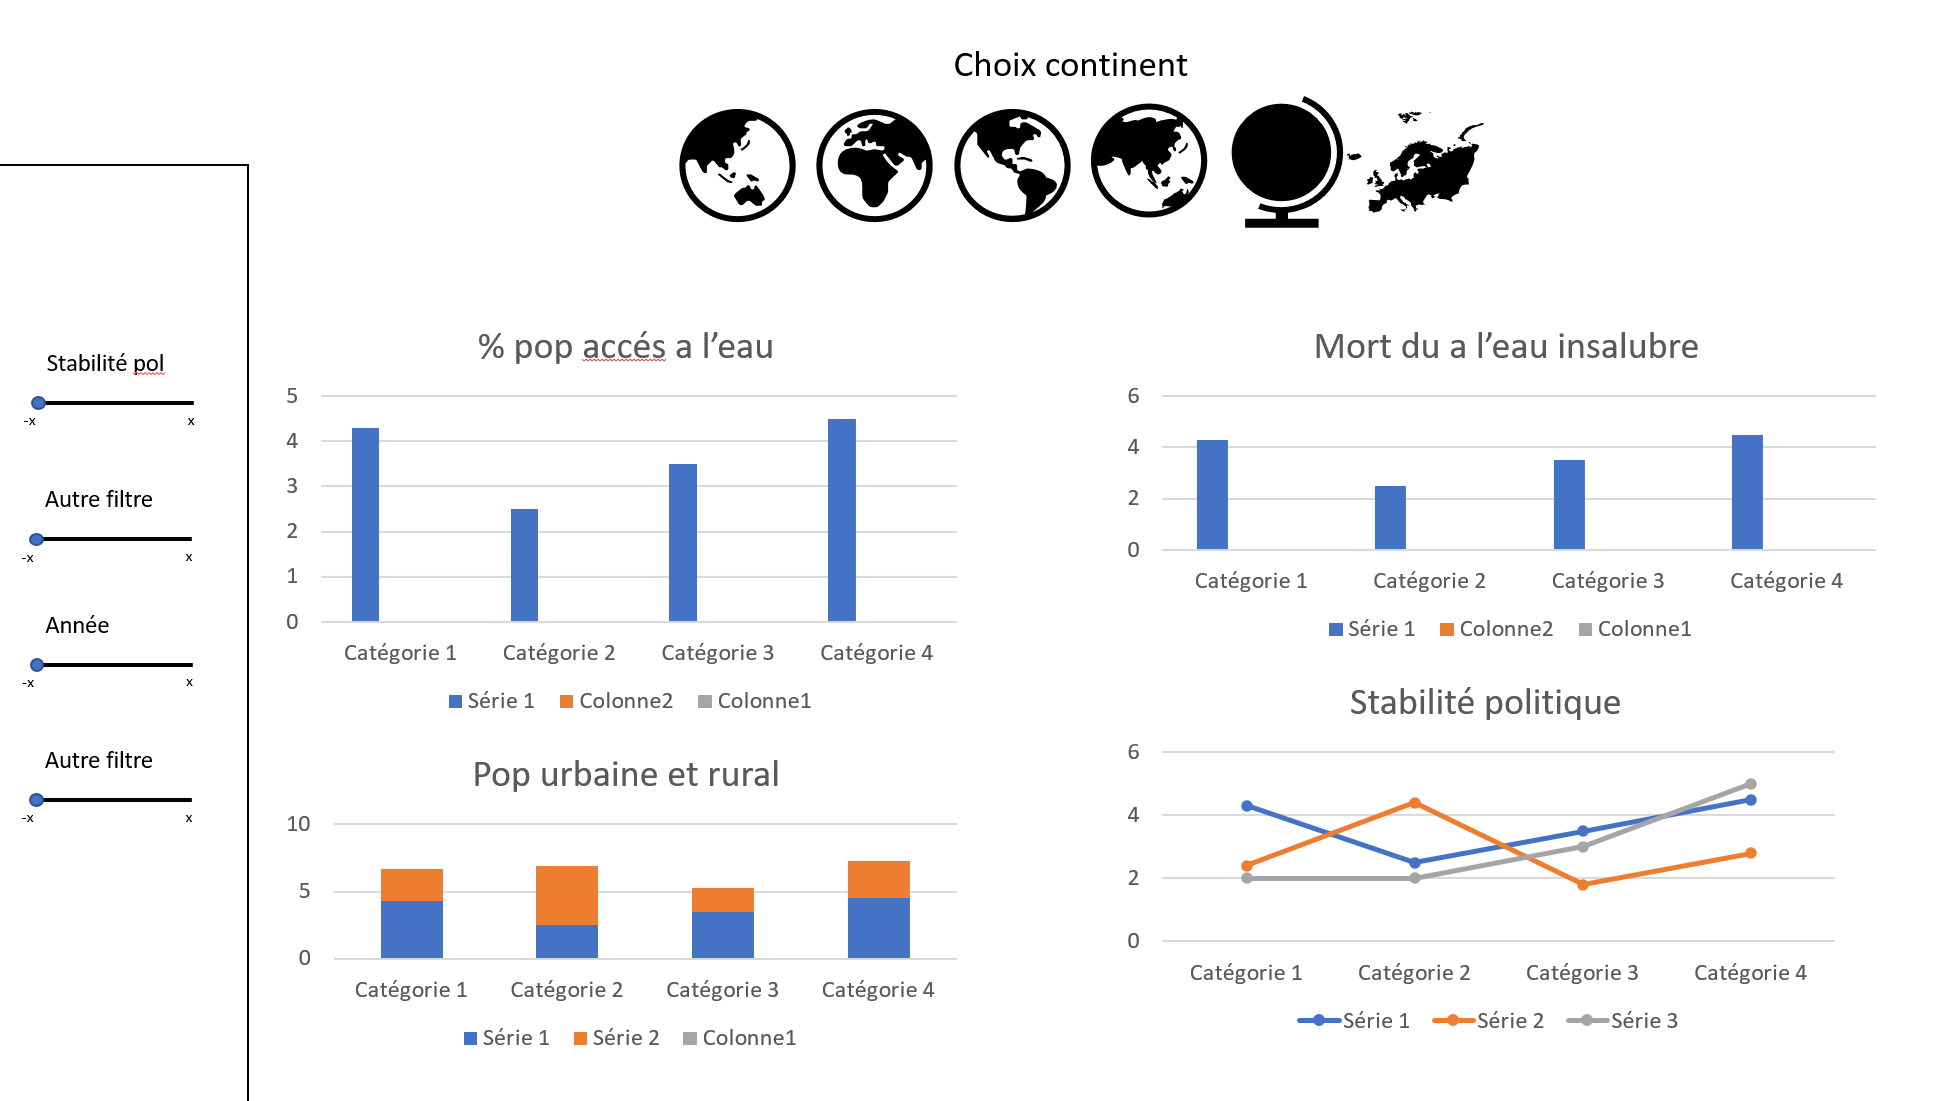 Choix continent
Stabilité pol
-x x
Autre filtre
-x x
Année
-x x
Autre filtre
-x x
% pop accés a l’eau
5
4
3
2
1
0
Catégorie 1 Catégorie 2 Catégorie 3 Catégorie 4
Série 1 Colonne2 Colonne1
Mort du a l’eau insalubre
6
4
2
0
Catégorie 1 Catégorie 2 Catégorie 3 Catégorie 4
Série 1 Colonne2 Colonne1
Pop urbaine et rural
10
5
0
Catégorie 1 Catégorie 2 Catégorie 3 Catégorie 4
Série 1 Série 2 Colonne1
Stabilité politique
6
4
2
0
Catégorie 1 Catégorie 2 Catégorie 3 Catégorie 4
Série 1 Série 2 Série 3